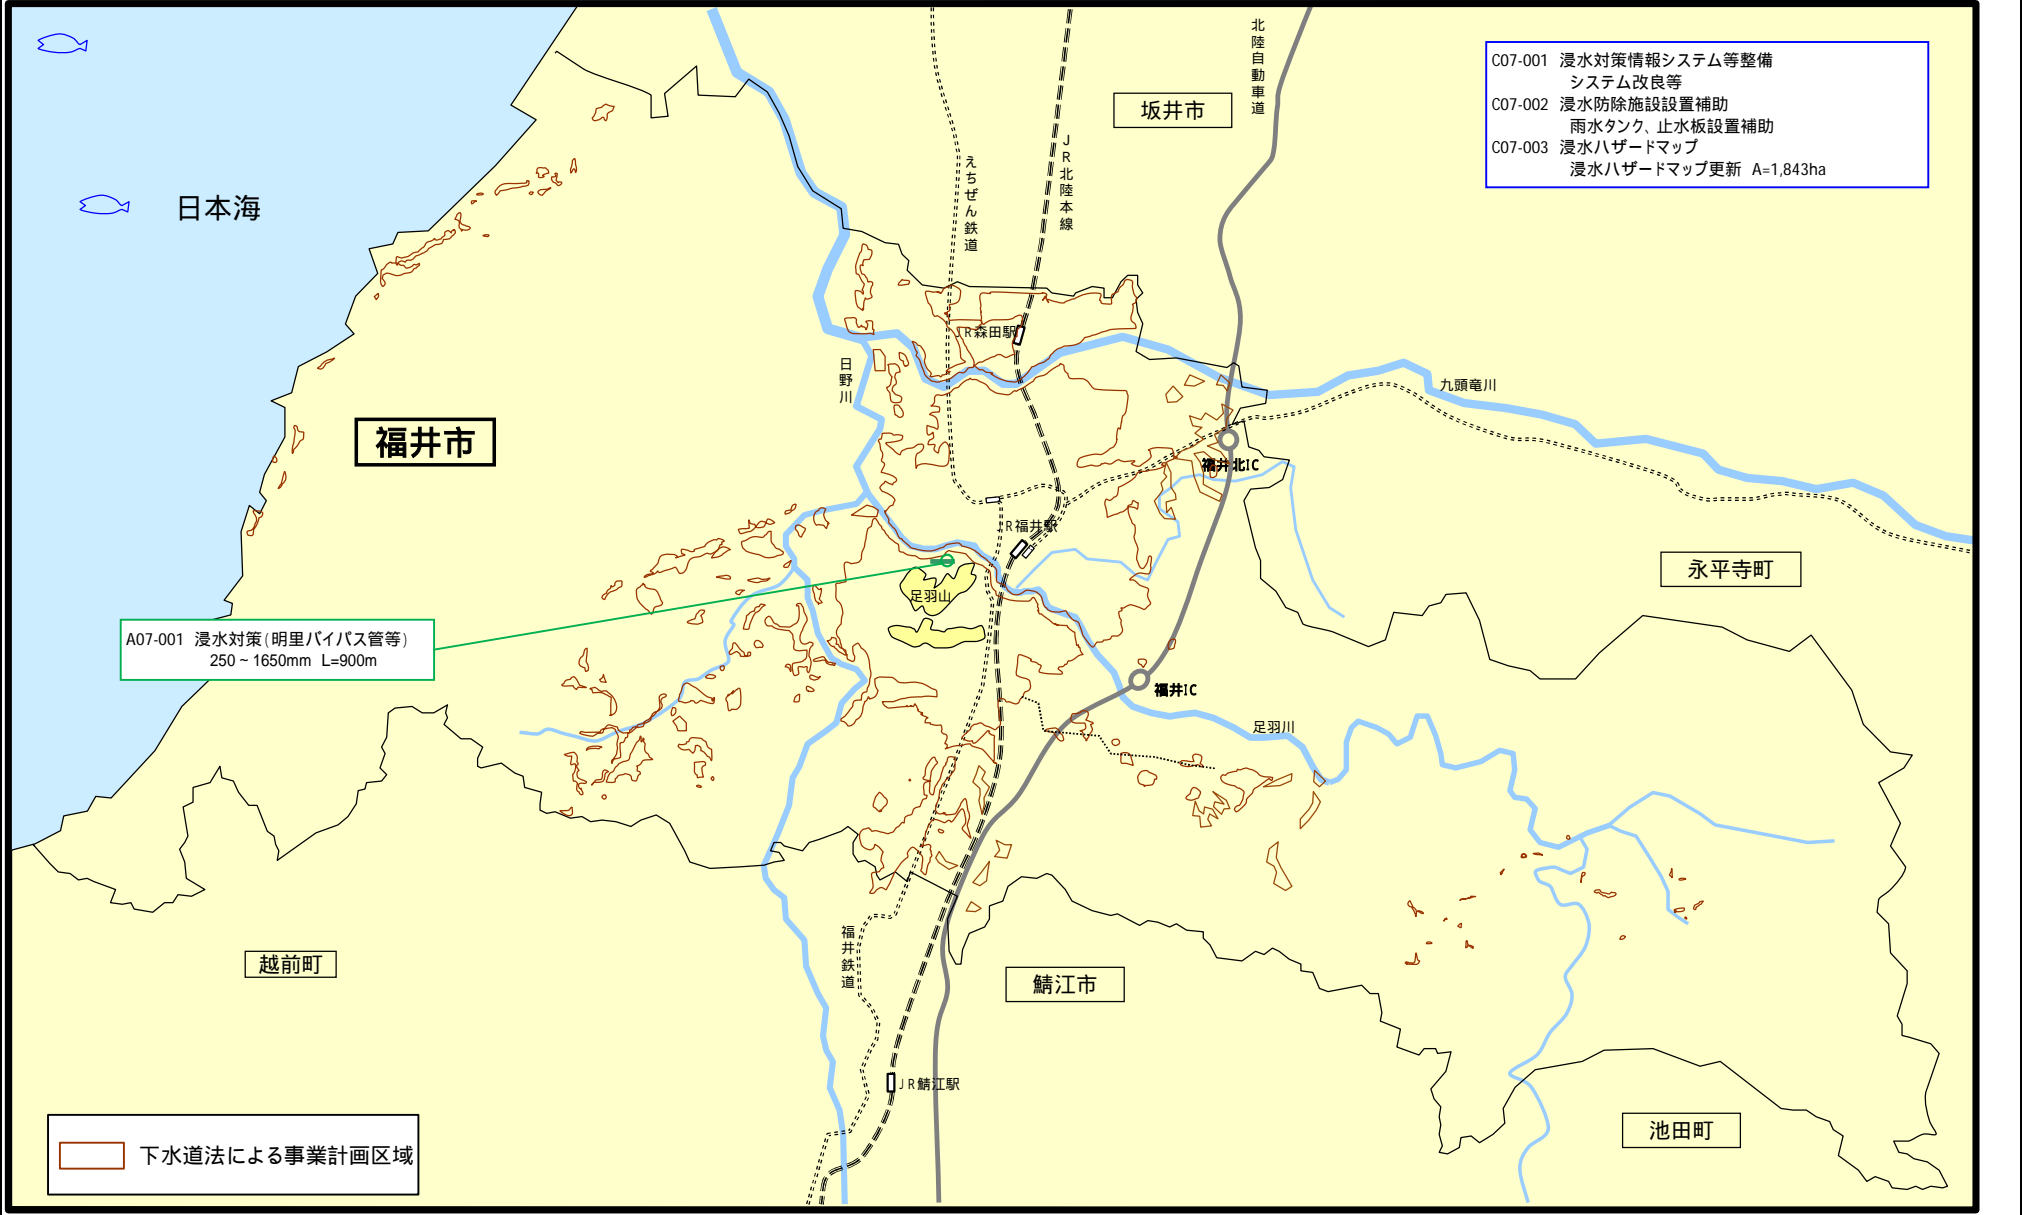 北陸自動車道
C07-001 浸水対策情報システム等整備
システム改良等
C07-002 浸水防除施設設置補助
雨水タンク、止水板設置補助
C07-003 浸水ハザードマップ
浸水ハザードマップ更新 A=1,843ha
坂井市
JR北陸本線
えちぜん鉄道
日本海
JR森田駅
日野川
九頭竜川
福井市
福井北IC
R福井駅
永平寺町
足羽山
A07-001 浸水対策(明里バイパス管等)
250~1650mm L=900m
福井IC
足羽川
福井鉄道
越前町
鯖江市
JR鯖江駅
池田町
下水道法による事業計画区域